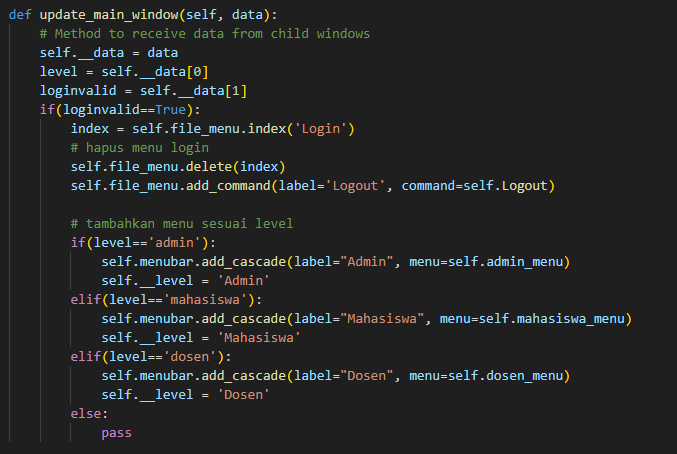 def update_main_window(self, data):
    # Method to receive data from child windows
    self.__data = data
    level = self.__data[0]
    loginvalid = self.__data[1]
    if(loginvalid==True):
        index = self.file_menu.index('Login')
        # hapus menu login
        self.file_menu.delete(index)
        self.file_menu.add_command(label='Logout', command=self.Logout)

        # tambahkan menu sesuai level
        if(level=='admin'):
            self.menubar.add_cascade(label="Admin", menu=self.admin_menu)
            self.__level = 'Admin'
        elif(level=='mahasiswa'):
            self.menubar.add_cascade(label="Mahasiswa", menu=self.mahasiswa_menu)
            self.__level = 'Mahasiswa'
        elif(level=='dosen'):
            self.menubar.add_cascade(label="Dosen", menu=self.dosen_menu)
            self.__level = 'Dosen'
        else:
            pass